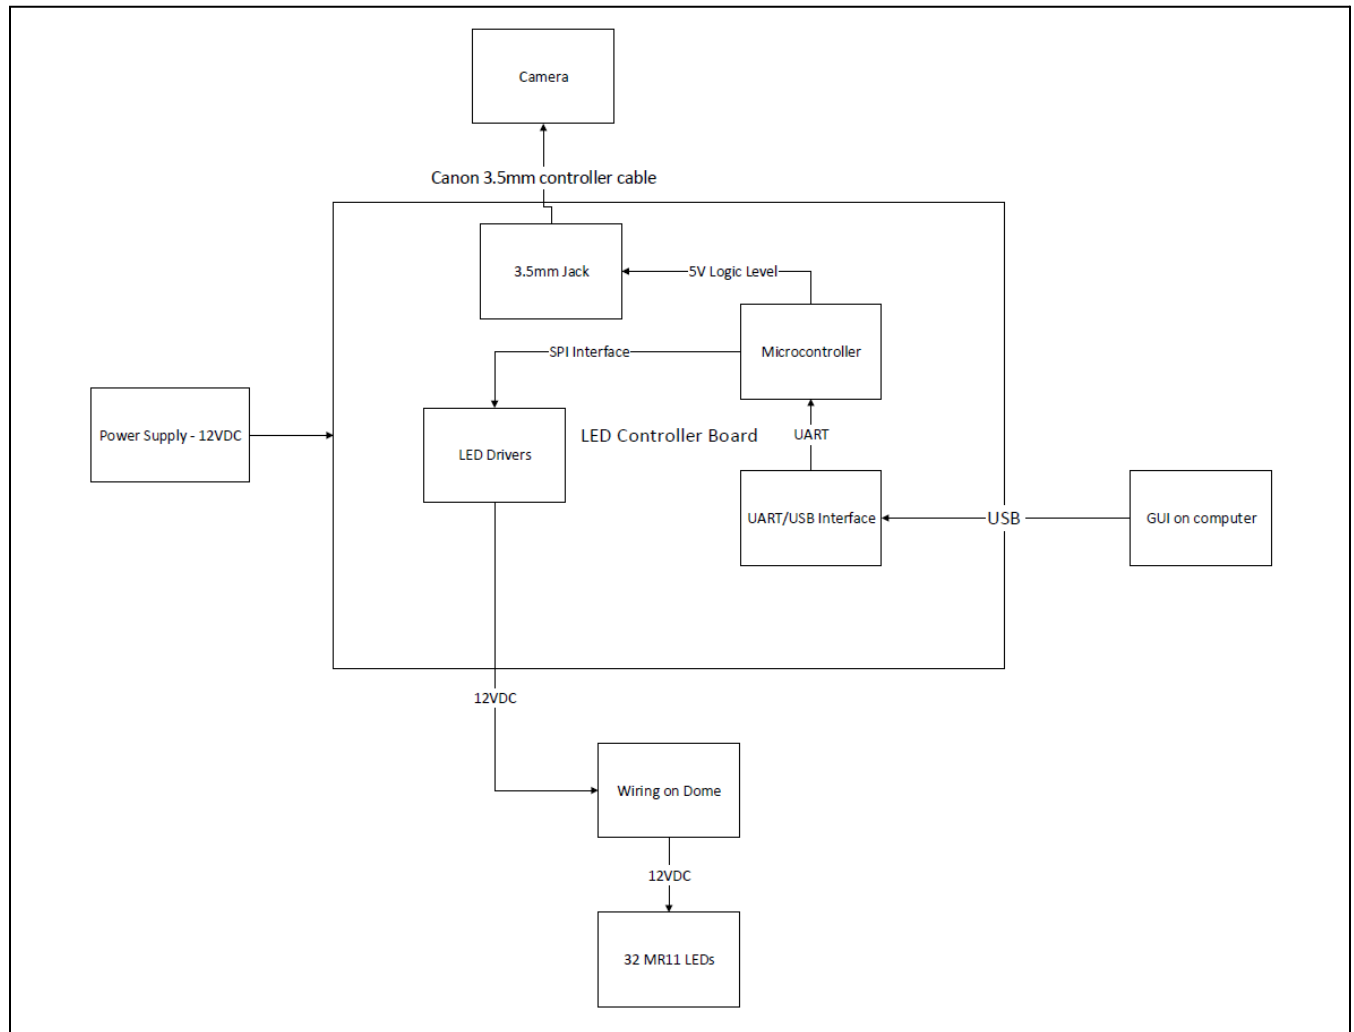 Camera
Canon 3.5mm controller cable
3.5mm Jack
5V Logic Level
SPI Interface
Microcontroller
Power Supply - 12VDC
LED Drivers
LED Controller Board
UART
UART/USB Interface
USB
GUI on computer
12VDC
Wiring on Dome
12VDC
32 MR11 LEDs